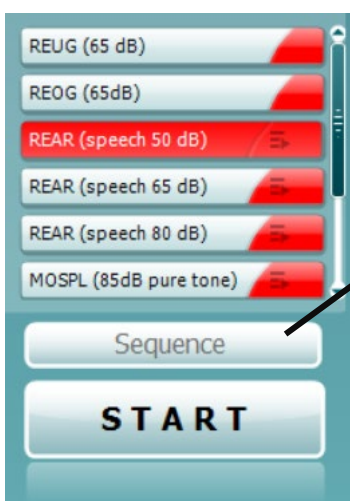 REUG (65 dB)
REOG (65dB)
REAR (speech 50 dB)
REAR (speech 65 dB)
REAR (speech 80 dB)
MOSPL (85dB pure tone)
Sequence
START